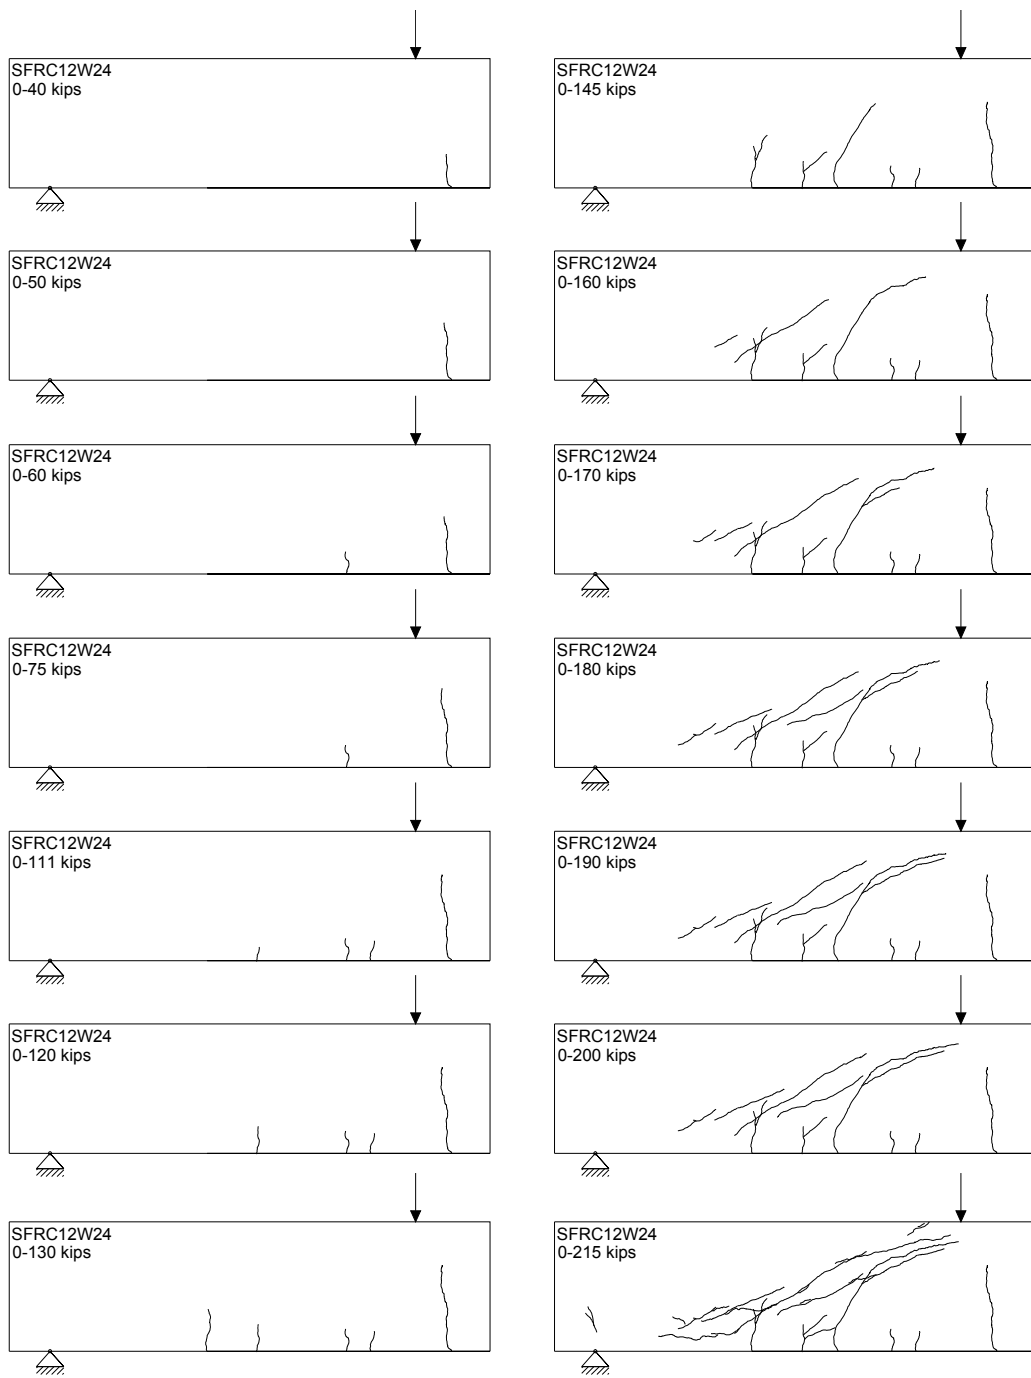 SFRC12W24
0-40 kips
SFRC12W24
0-50 kips
SFRC12W24
0-60 kips
SFRC12W24
0-75 kips
SFRC12W24
0-111 kips
SFRC12W24
0-120 kips
SFRC12W24
0-130 kips
SFRC12W24
0-145 kips
SFRC12W24
0-160 kips
SFRC12W24
0-170 kips
SFRC12W24
0-180 kips
SFRC12W24
0-190 kips
SFRC12W24
0-200 kips
SFRC12W24
0-215 kips